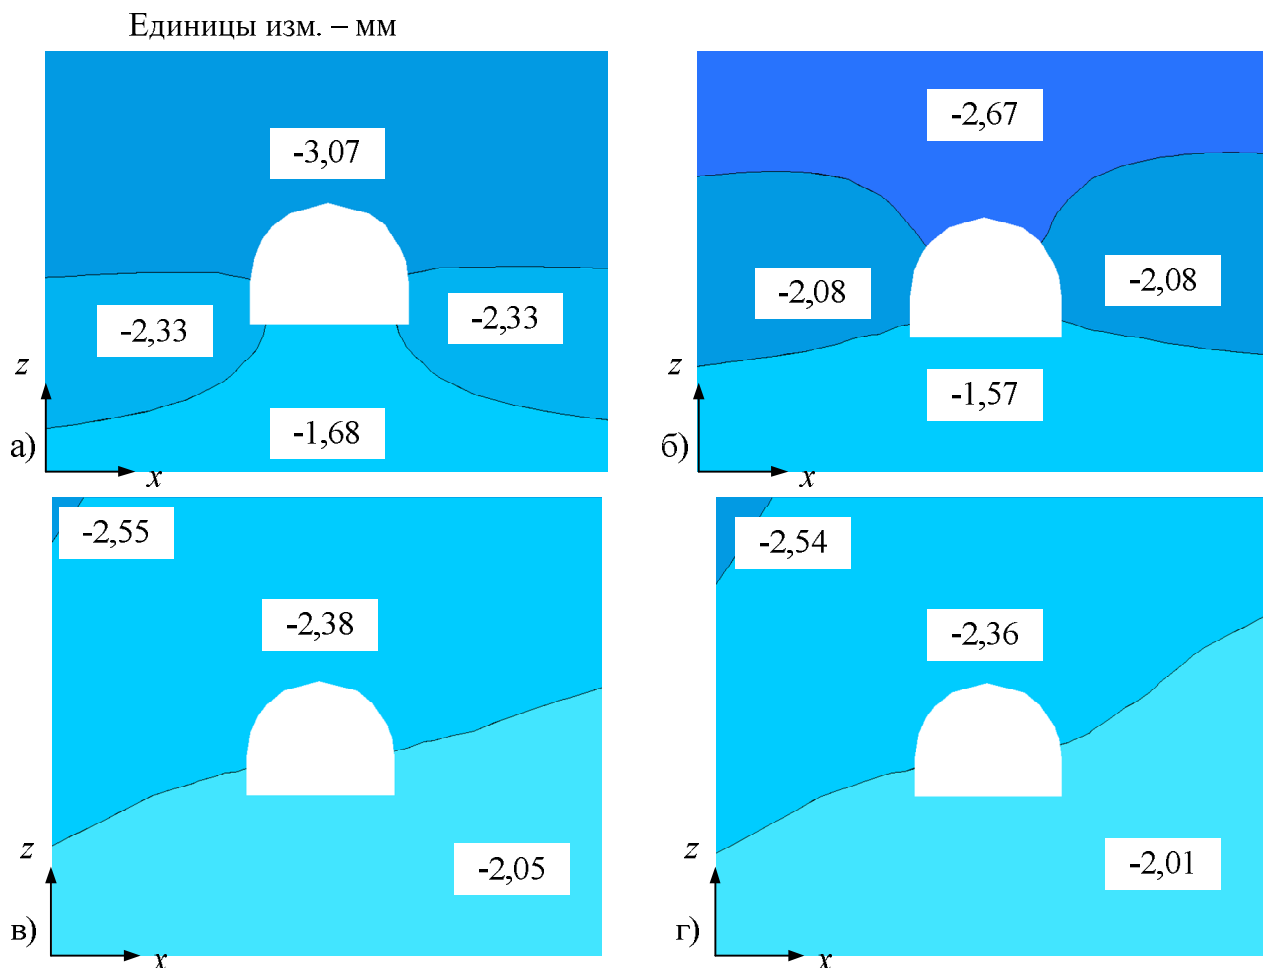 Единицы изм. – мм
-3,07
-2,33
-2,33
-1,68
z
x
а)
-2,67
-2,08
-2,08
-1,57
z
x
б)
-2,55
-2,38
-2,05
z
x
в)
-2,54
-2,36
-2,01
z
x
г)